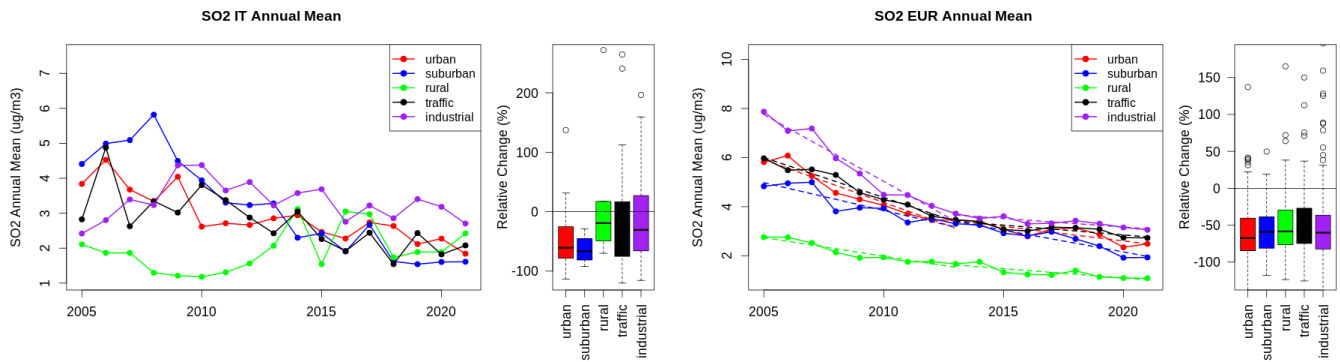 SO2 IT Annual Mean
SO2 Annual Mean (ug/m3)
7
6
5
4
3
2
1
2005 2010 2015 2020
urban
suburban
rural
traffic
industrial
Relative Change (%)
200
100
0
-100
urban
suburban
rural
traffic
industrial
SO2 EUR Annual Mean
SO2 Annual Mean (ug/m3)
10
8
6
4
2
2005 2010 2015 2020
urban
suburban
rural
traffic
industrial
Relative Change (%)
150
100
50
0
-50
-100
urban
suburban
rural
traffic
industrial